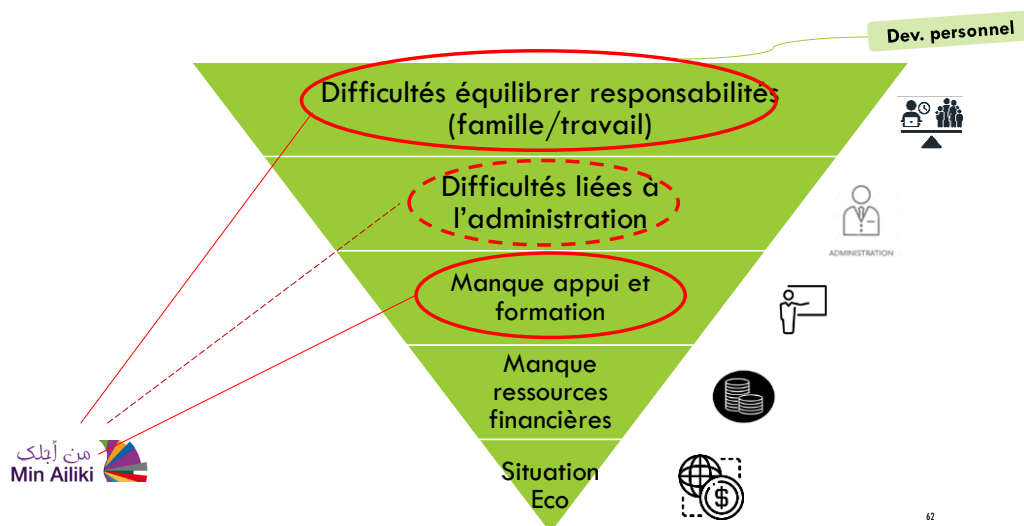 Dev. personnel
Difficultés équilibrer responsabilités
(famille/travail)
Difficultés liées à
l'administration
ADMINISTRATION
Manque appui et
formation
Manque
ressources
financières
من أجلك
Min Ajliki
Situation
Eco
$
62